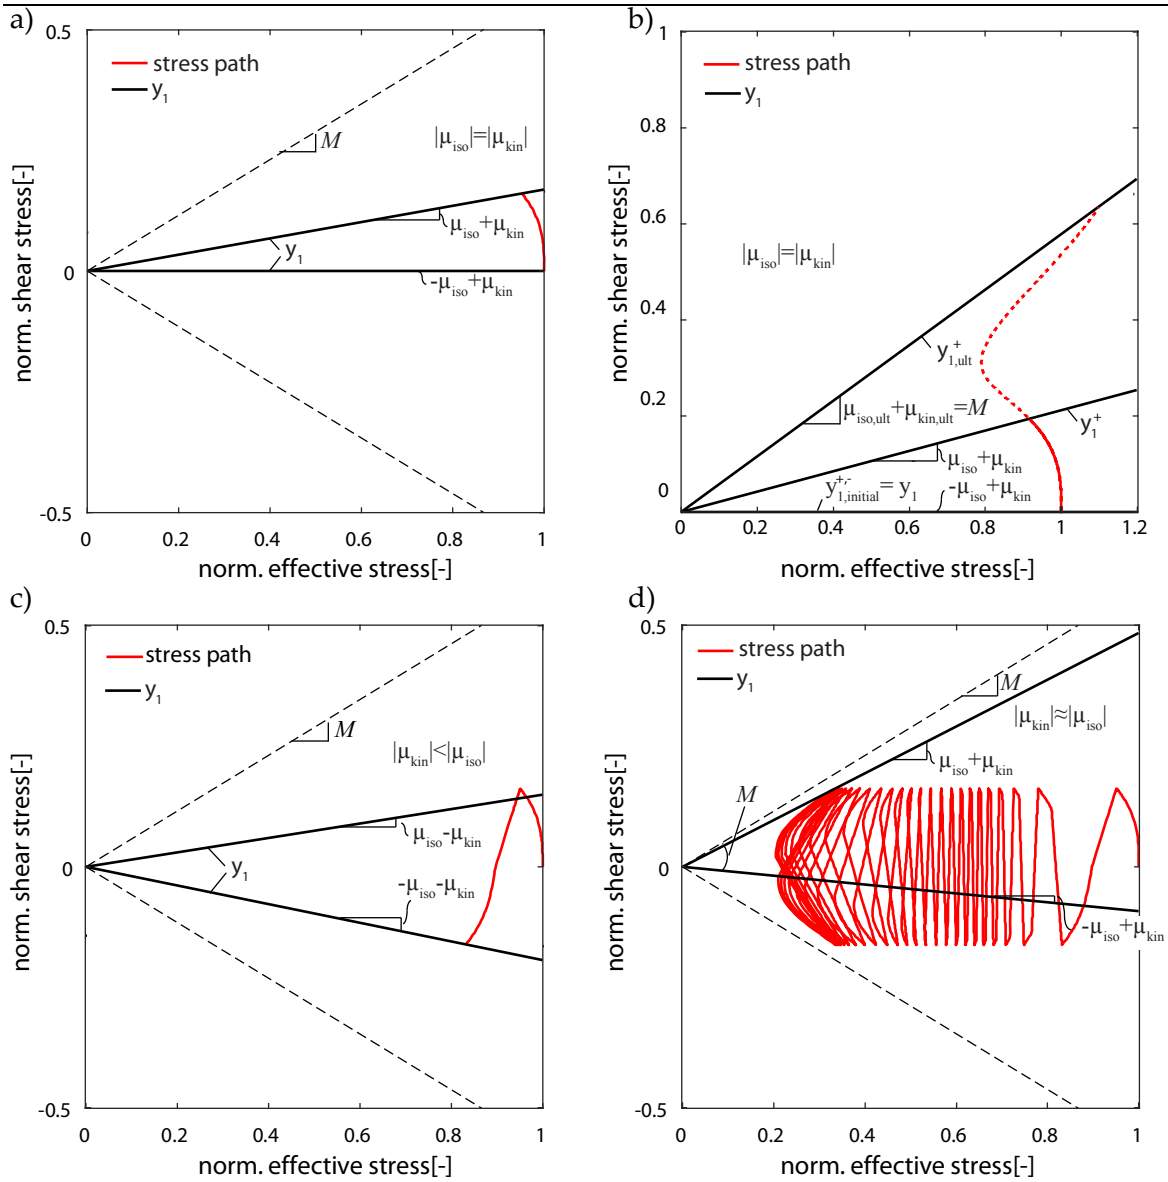 a)
0.5
stress path
y1
M
|μiso|=|μkin|
μiso+μkin
y1
0
-μiso+μkin
norm. shear stress[-]
-0.5
0 0.2 0.4 0.6 0.8 1
norm. effective stress[-]
b)
1
stress path
y1
0.8
|μiso|=|μkin|
0.6
0.4
y1,ult+
μiso,ult+μkin,ult=M
0.2
y1+
μiso+μkin
y1,initial+,-= y1
-μiso+μkin
0
norm. shear stress[-]
0 0.2 0.4 0.6 0.8 1 1.2
norm. effective stress[-]
c)
0.5
stress path
y1
M
|μkin|<|μiso|
μiso-μkin
y1
0
-μiso-μkin
norm. shear stress[-]
-0.5
0 0.2 0.4 0.6 0.8 1
norm. effective stress[-]
d)
0.5
stress path
y1
M
|μkin|≈|μiso|
μiso+μkin
M
0
-μiso+μkin
norm. shear stress[-]
-0.5
0 0.2 0.4 0.6 0.8 1
norm. effective stress[-]